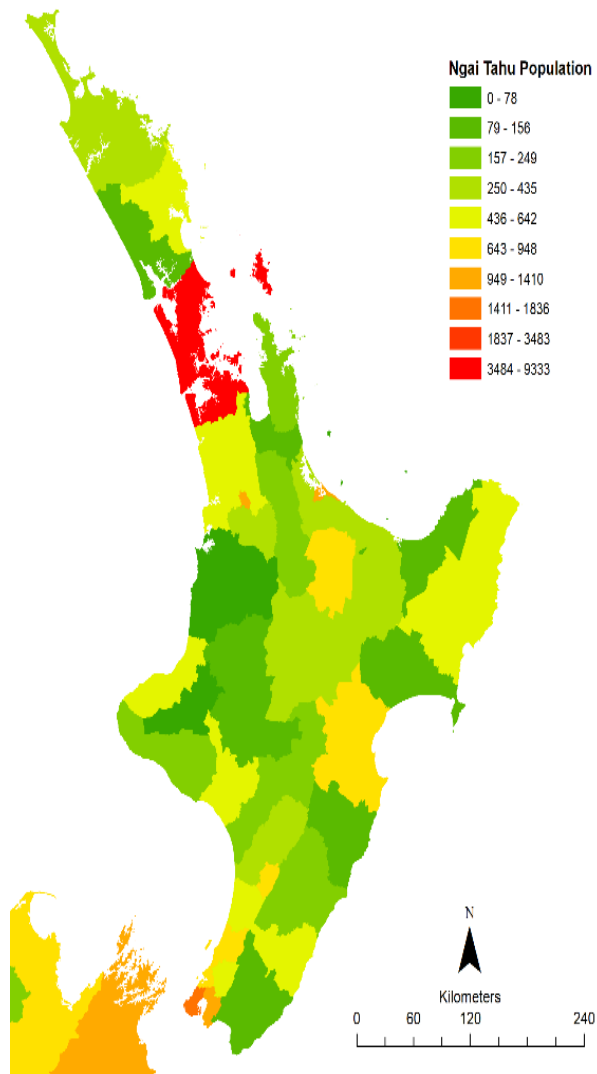 Ngai Tahu Population
0 - 78
79 - 156
157 - 249
250 - 435
436 - 642
643 - 948
949 - 1410
1411 - 1836
1837 - 3483
3484 - 9333
N
Kilometers
0 60 120 240